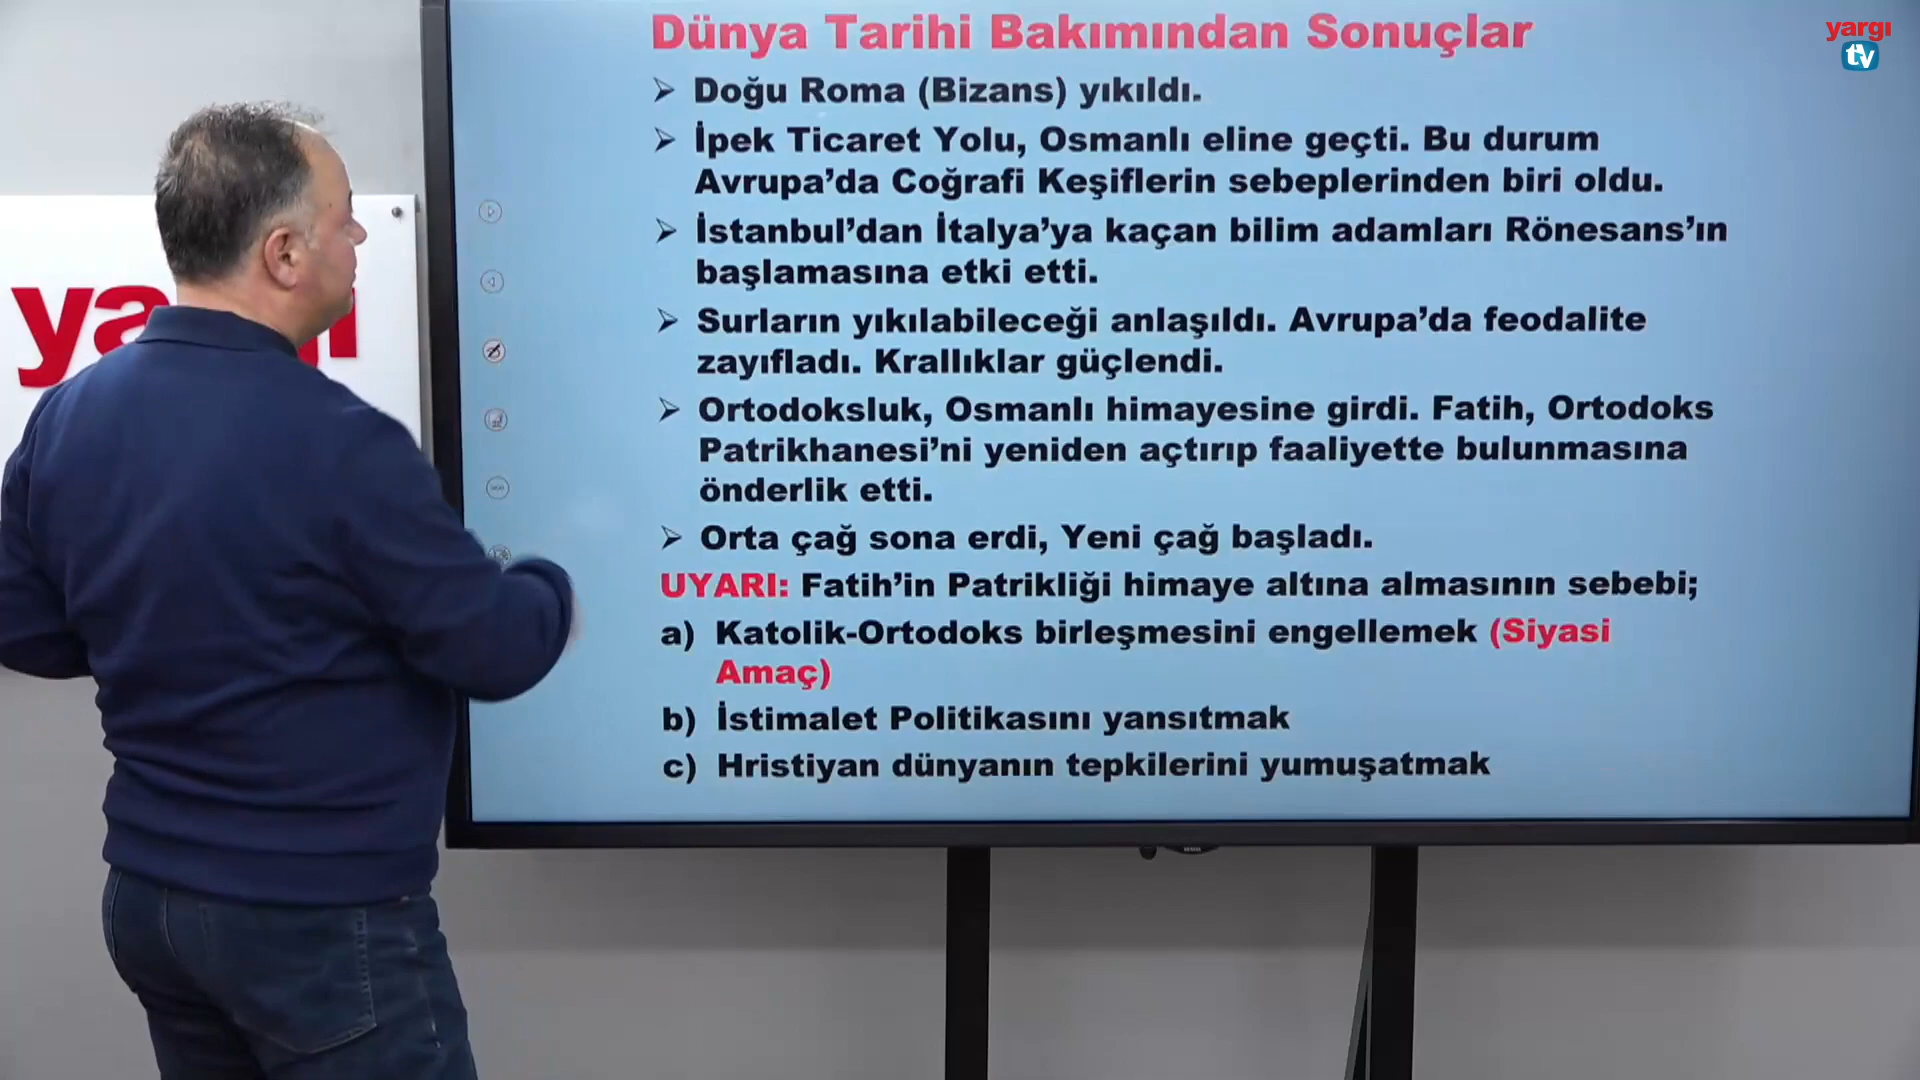 Dünya Tarihi Bakımından Sonuçlar
yargı
tv
➢ Doğu Roma (Bizans) yıkıldı.
➢ İpek Ticaret Yolu, Osmanlı eline geçti. Bu durum
Avrupa’da Coğrafi Keşiflerin sebeplerinden biri oldu.
➢ İstanbul’dan İtalya’ya kaçan bilim adamları Rönesans’ın
başlamasına etki etti.
➢ Surların yıkılabileceği anlaşıldı. Avrupa’da feodalite
zayıfladı. Krallıklar güçlendi.
➢ Ortodoksluk, Osmanlı himayesine girdi. Fatih, Ortodoks
Patrikhanesi’ni yeniden açtırıp faaliyette bulunmasına
önderlik etti.
➢ Orta çağ sona erdi, Yeni çağ başladı.
UYARI: Fatih’in Patrikliği himaye altına almasının sebebi;
a) Katolik-Ortodoks birleşmesini engellemek (Siyasi
Amaç)
b) İstimalet Politikasını yansıtmak
c) Hristiyan dünyanın tepkilerini yumuşatmak